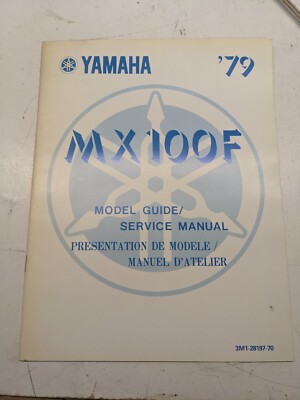 YAMAHA '79
MX100F
MODEL GUIDE/
SERVICE MANUAL
PRESENTATION DE MODELE/
MANUEL D'ATELIER
3M1-28197-70